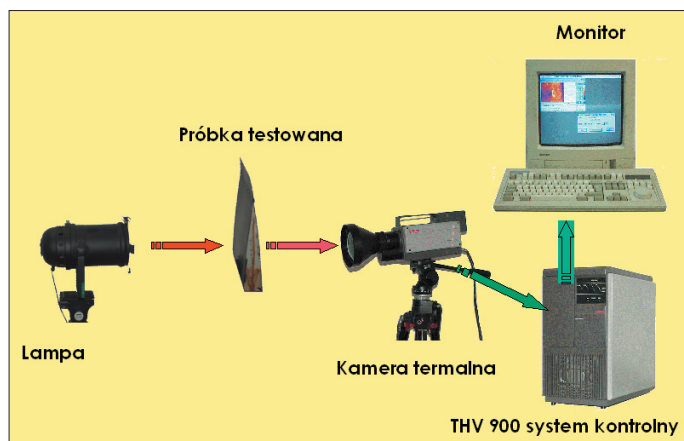 Monitor
Próbka testowana
Lampa
Kamera termalna
THV 900 system kontrolny